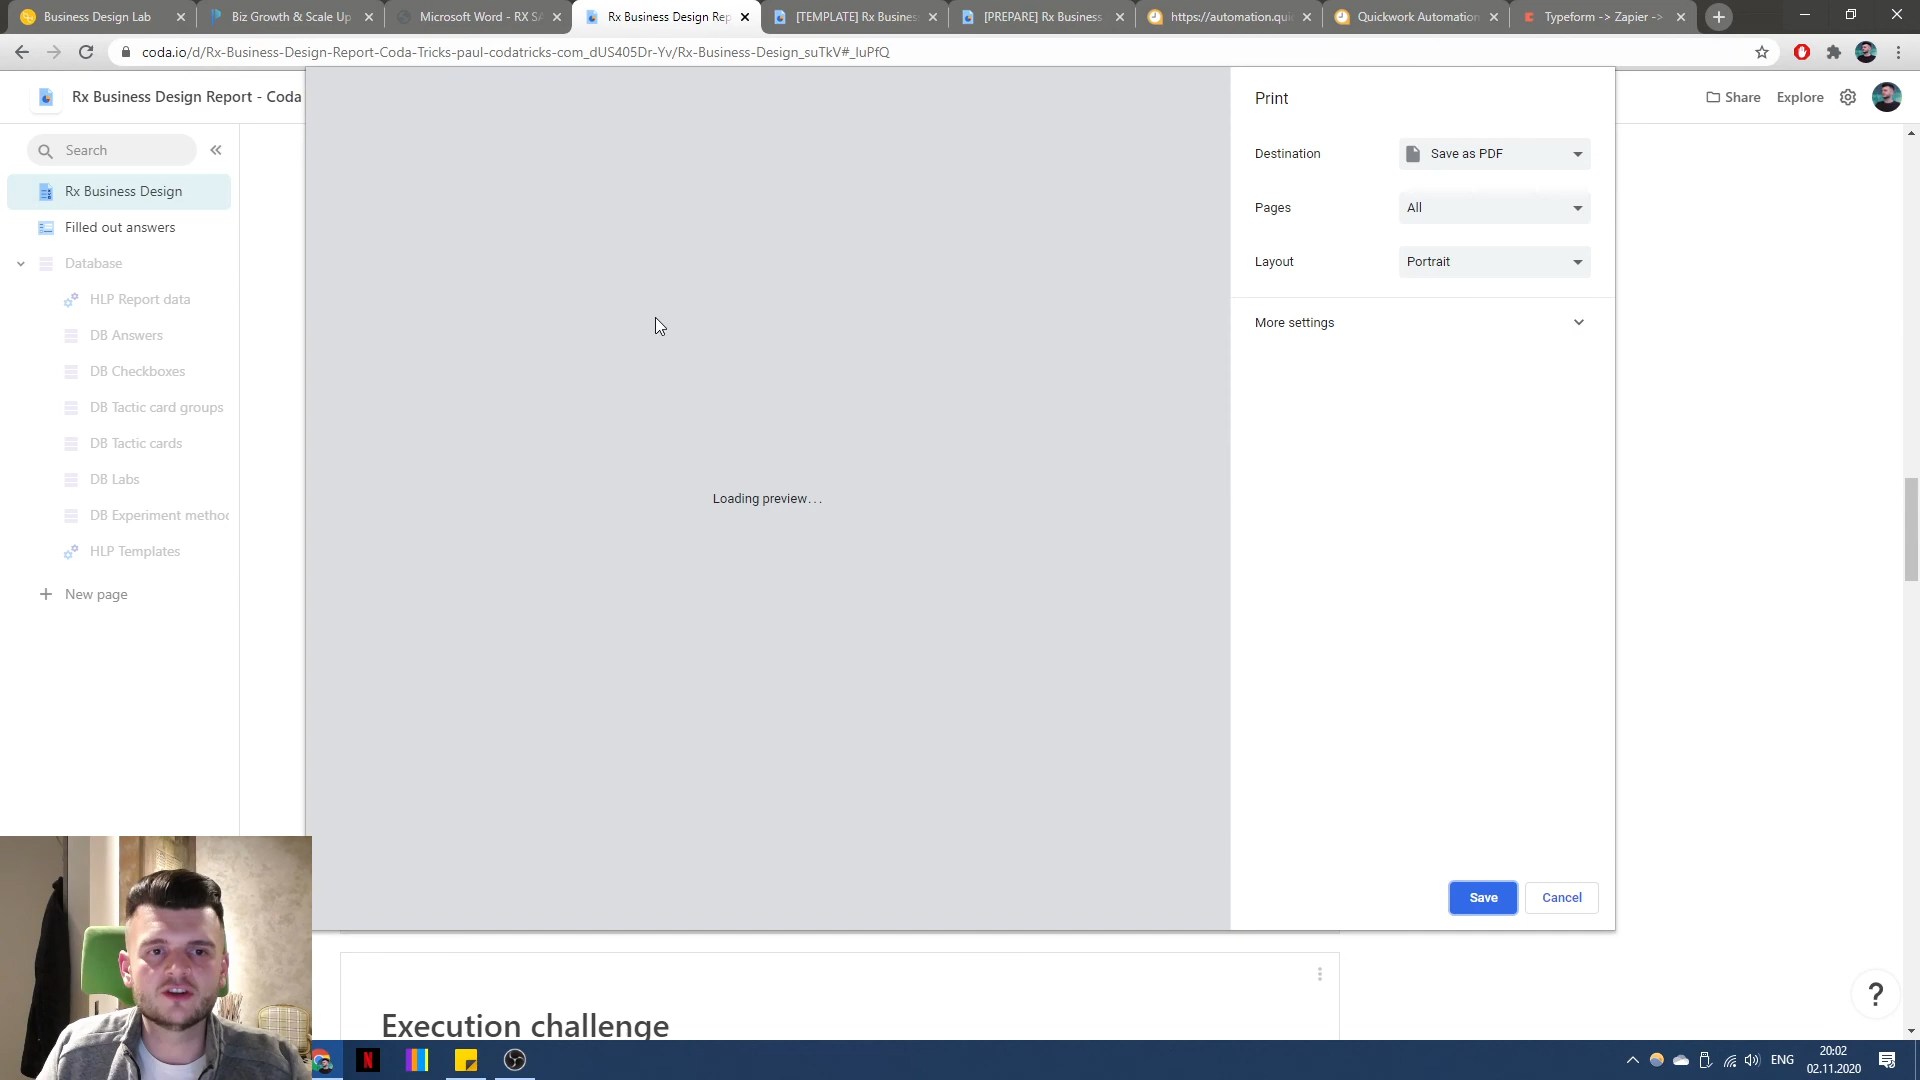 Business Design Lab
Biz Growth & Scale Up
Microsoft Word - RX SA
Rx Business Design Rep
[TEMPLATE] Rx Business
[PREPARE] Rx Business
https://automation.qui
Quickwork Automation
Typeform -> Zapier ->
coda.io/d/Rx-Business-Design-Report-Coda-Tricks-paul-codatricks-com_dUS405Dr-Yv/Rx-Business-Design_suTkV#_luPfQ
Rx Business Design Report - Coda
Share
Explore
Search
Rx Business Design
Filled out answers
Database
HLP Report data
DB Answers
DB Checkboxes
DB Tactic card groups
DB Tactic cards
DB Labs
DB Experiment method
HLP Templates
New page
Loading preview...
Print
Destination
Save as PDF
Pages
All
Layout
Portrait
More settings
Save
Cancel
Execution challenge
?
N
ENG
20:02
02.11.2020